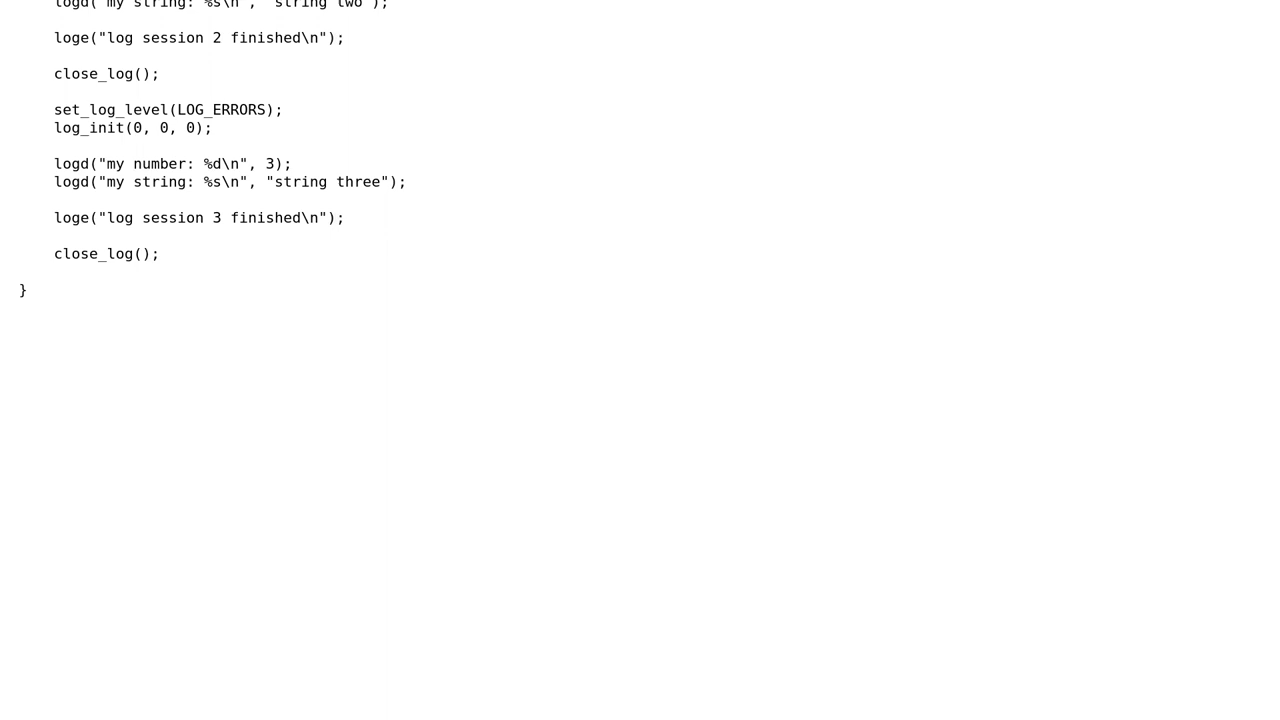 logd("my string: %s\n", "string two");
loge("log session 2 finished\n");
close_log();
set_log_level(LOG_ERRORS);
log_init(0, 0, 0);
logd("my number: %d\n", 3);
logd("my string: %s\n", "string three");
loge("log session 3 finished\n");
close_log();
}